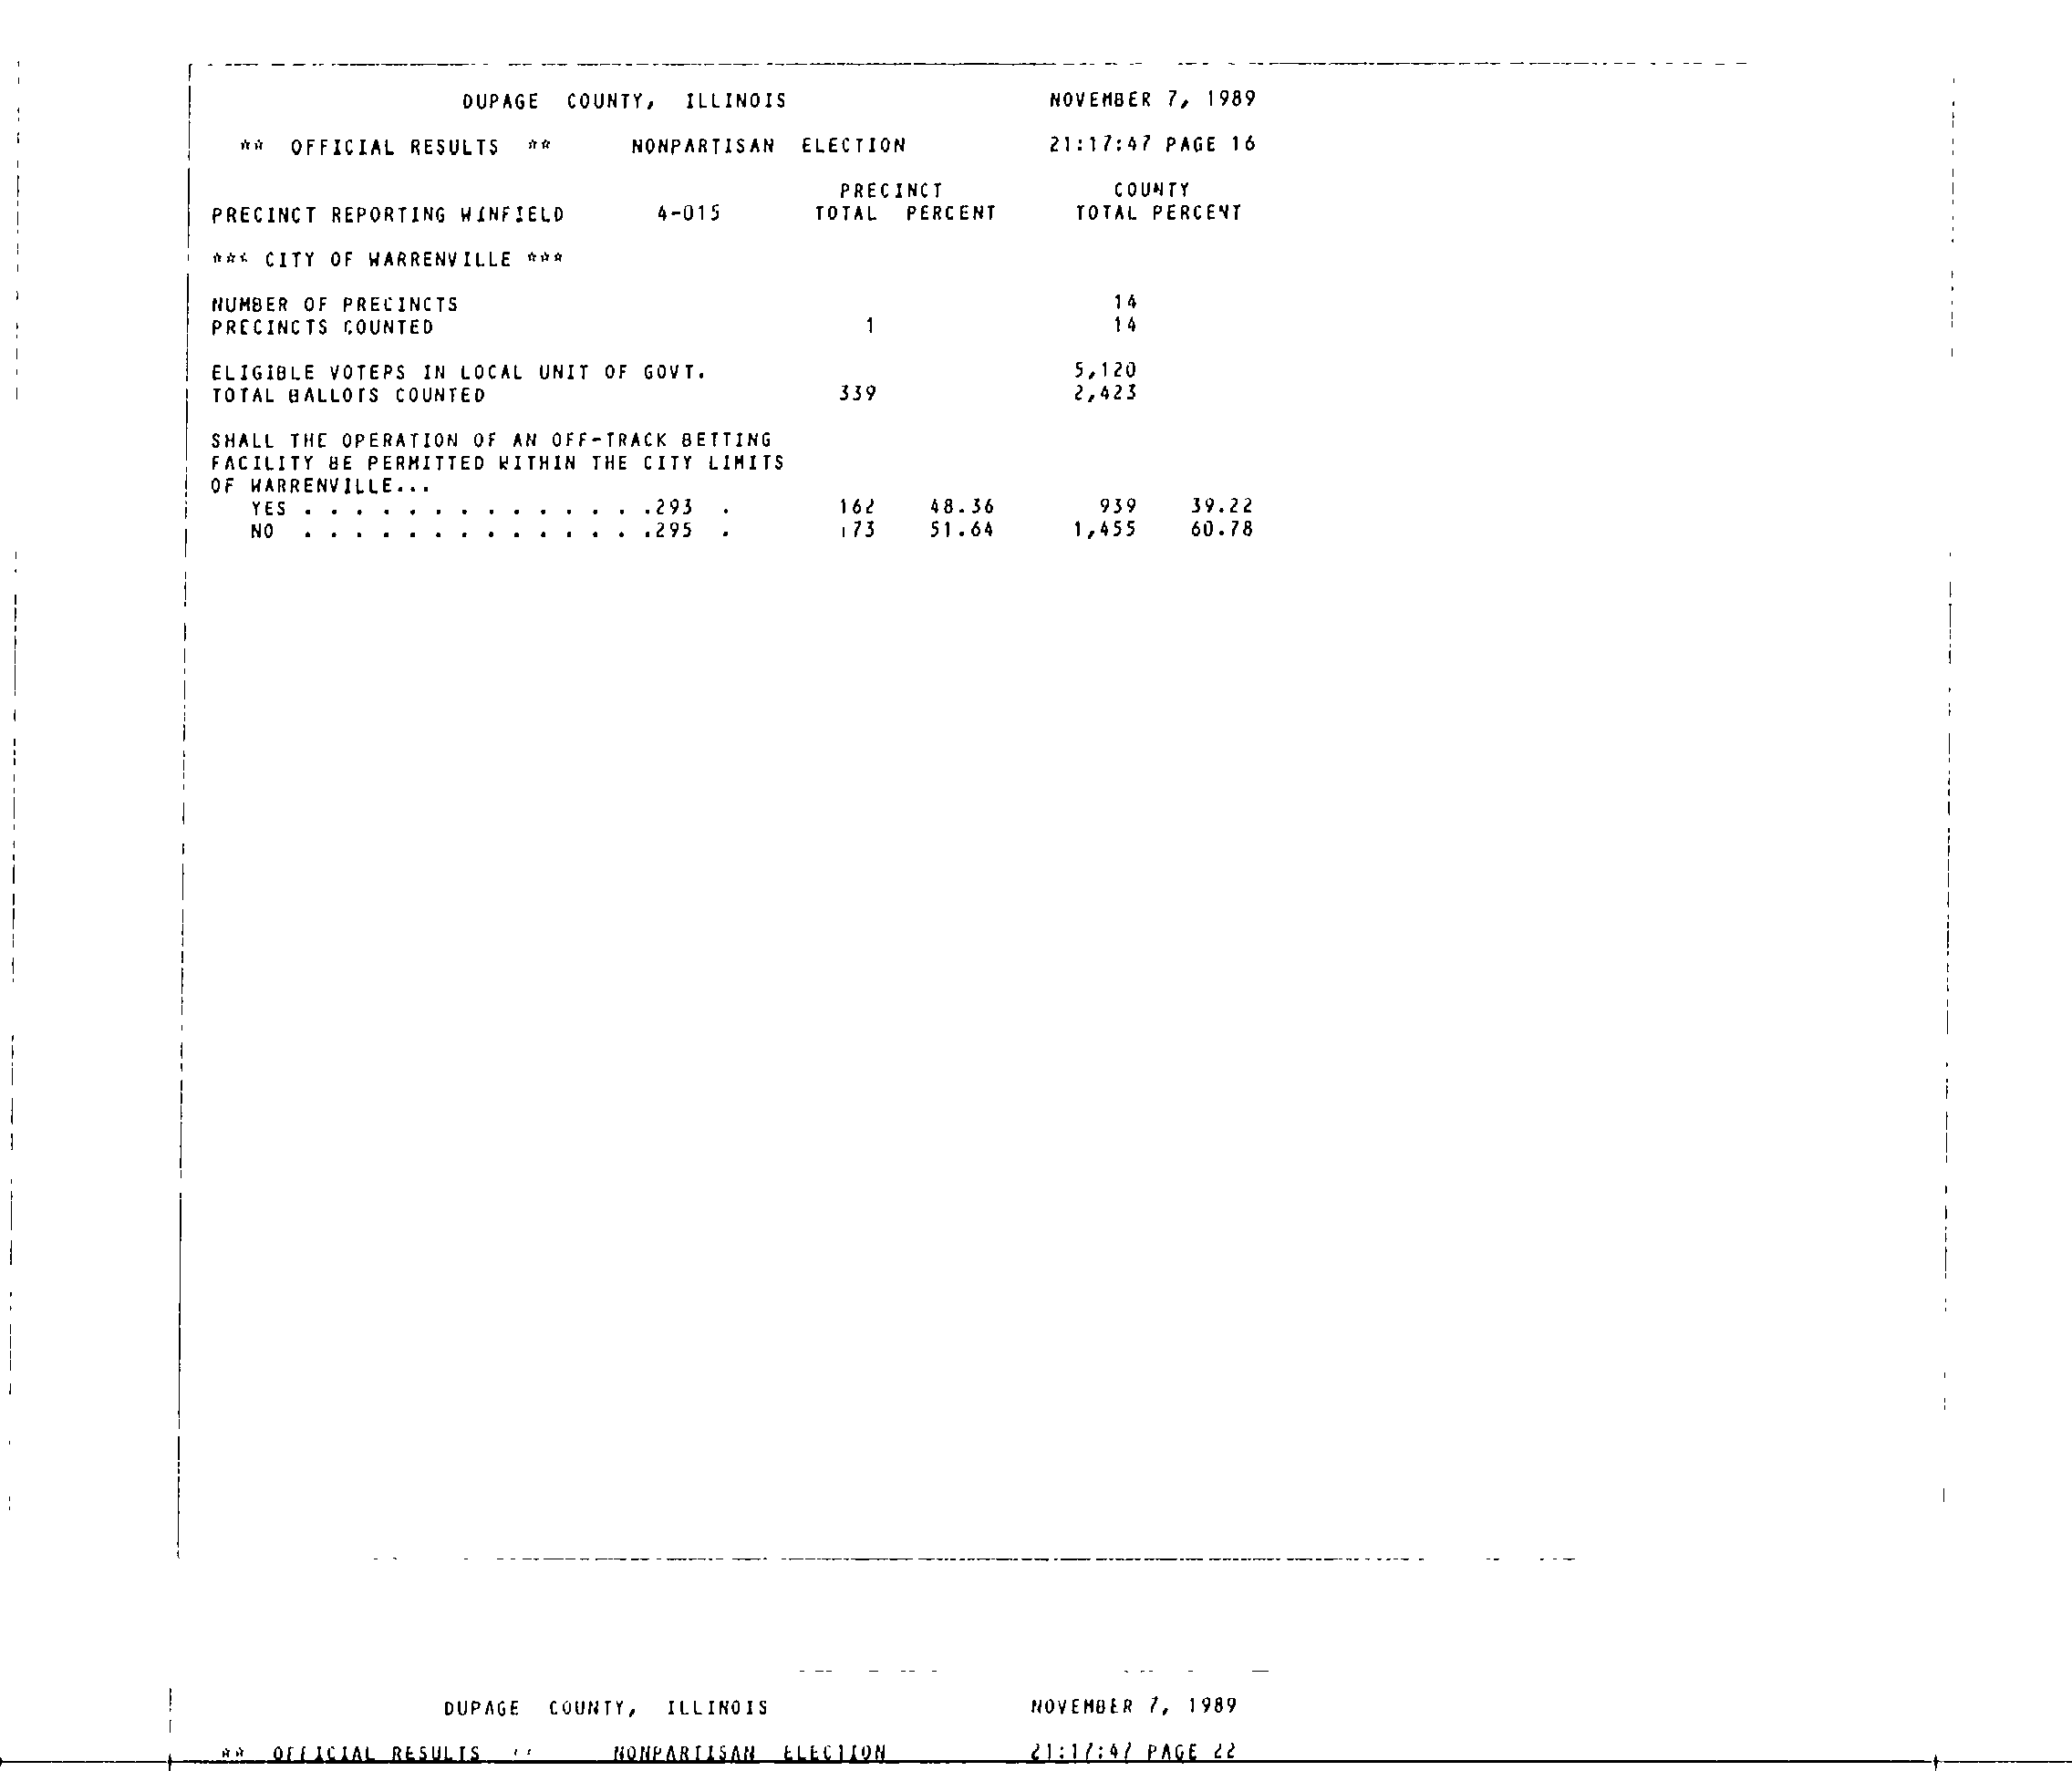 DUPAGE COUNTY, ILLINOIS NOVEMBER 7, 1989
** OFFICIAL RESULTS ** NONPARTISAN ELECTION 21:17:47 PAGE 16
PRECINCT COUNTY
PRECINCT REPORTING WINFIELD 4-015 TOTAL PERCENT TOTAL PERCENT
*** CITY OF WARRENVILLE ***
NUMBER OF PRECINCTS 14
PRECINCTS COUNTED 1 14
ELIGIBLE VOTERS IN LOCAL UNIT OF GOVT. 5,120
TOTAL BALLOTS COUNTED 339 2,423
SHALL THE OPERATION OF AN OFF-TRACK BETTING
FACILITY BE PERMITTED WITHIN THE CITY LIMITS
OF WARRENVILLE...
YES . . . . . . . . . . . . . .293 . 162 48.36 939 39.22
NO . . . . . . . . . . . . . .295 . 173 51.64 1,455 60.78
DUPAGE COUNTY, ILLINOIS NOVEMBER 7, 1989
** OFFICIAL RESULTS NONPARTISAN ELECTION 21:17:47 PAGE 22